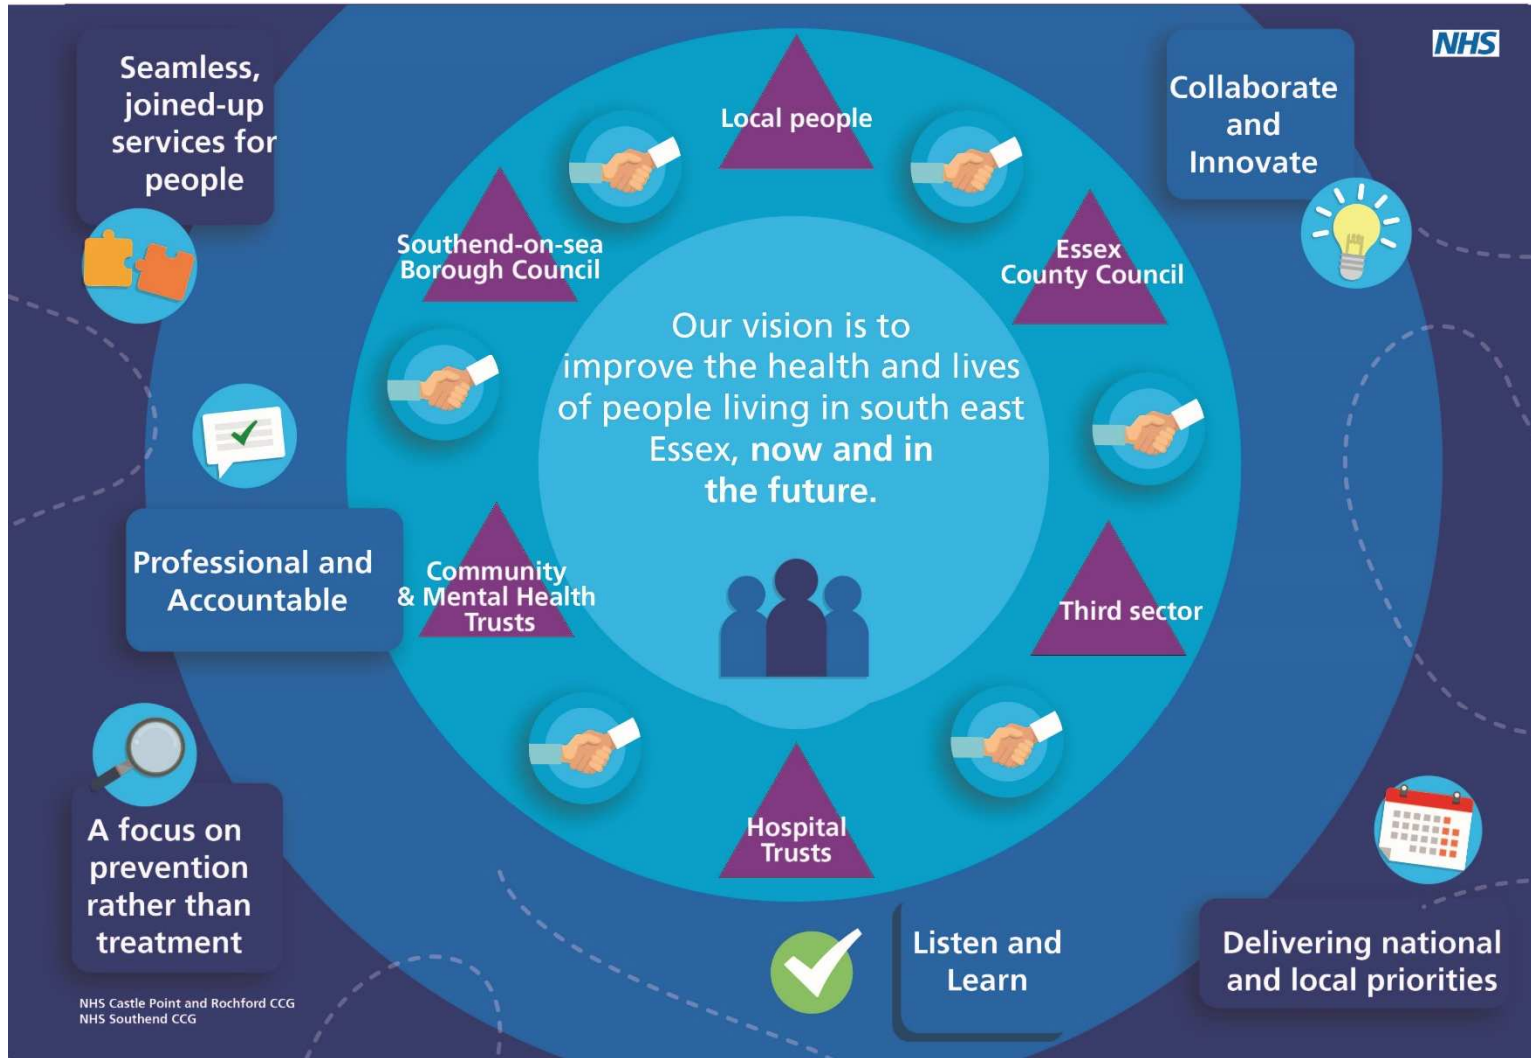 Seamless,
joined-up
services for
people
NHS
Collaborate
and
Innovate
Local people
Southend-on-sea
Borough Council
Essex
County Council
Our vision is to
improve the health and lives
of people living in south east
Essex, now and in
the future.
Professional and
Accountable
Community
& Mental Health
Trusts
Third sector
Hospital
Trusts
A focus on
prevention
rather than
treatment
Listen and
Learn
Delivering national
and local priorities
NHS Castle Point and Rochford CCG
NHS Southend CCG